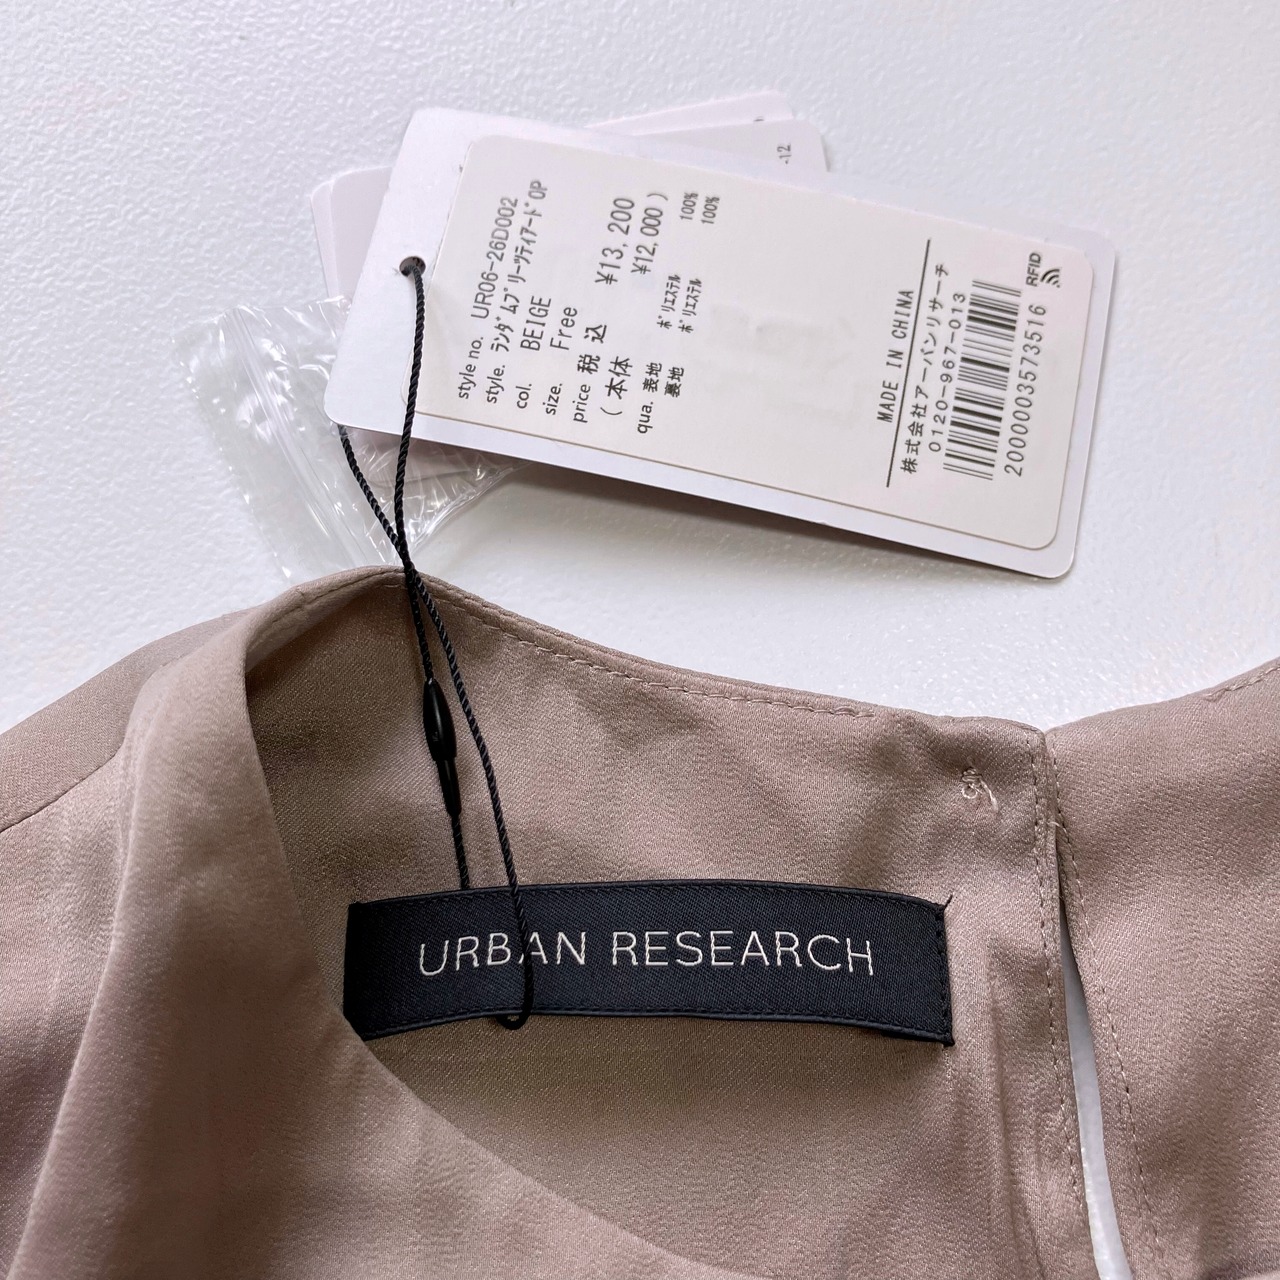 style no. UR06-26D002
style. ランダムプリーツティアードOP
col. BEIGE
size. Free
price 税込 ¥13,200
(本体 ¥12,000)
qua. 表地 ポリエステル 100%
裏地 ポリエステル 100%
MADE IN CHINA
株式会社アーバンリサーチ
0120-967-013
2000003573516
RFID
-12
URBAN RESEARCH